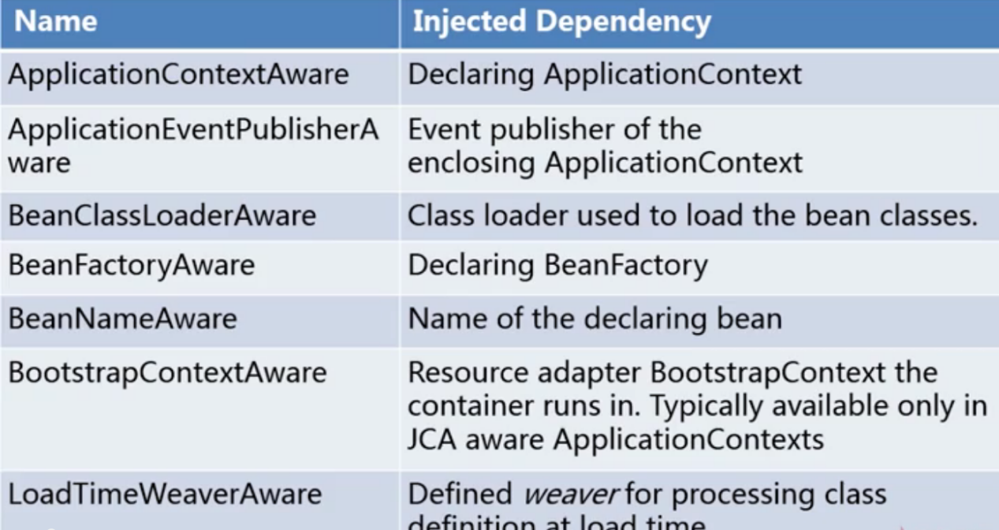 Name
Injected Dependency
ApplicationContextAware
Declaring ApplicationContext
ApplicationEventPublisherA
ware
Event publisher of the
enclosing ApplicationContext
BeanClassLoaderAware
Class loader used to load the bean classes.
BeanFactoryAware
Declaring BeanFactory
BeanNameAware
Name of the declaring bean
BootstrapContextAware
Resource adapter BootstrapContext the
container runs in. Typically available only in
JCA aware ApplicationContexts
LoadTimeWeaverAware
Defined weaver for processing class
definition at load time